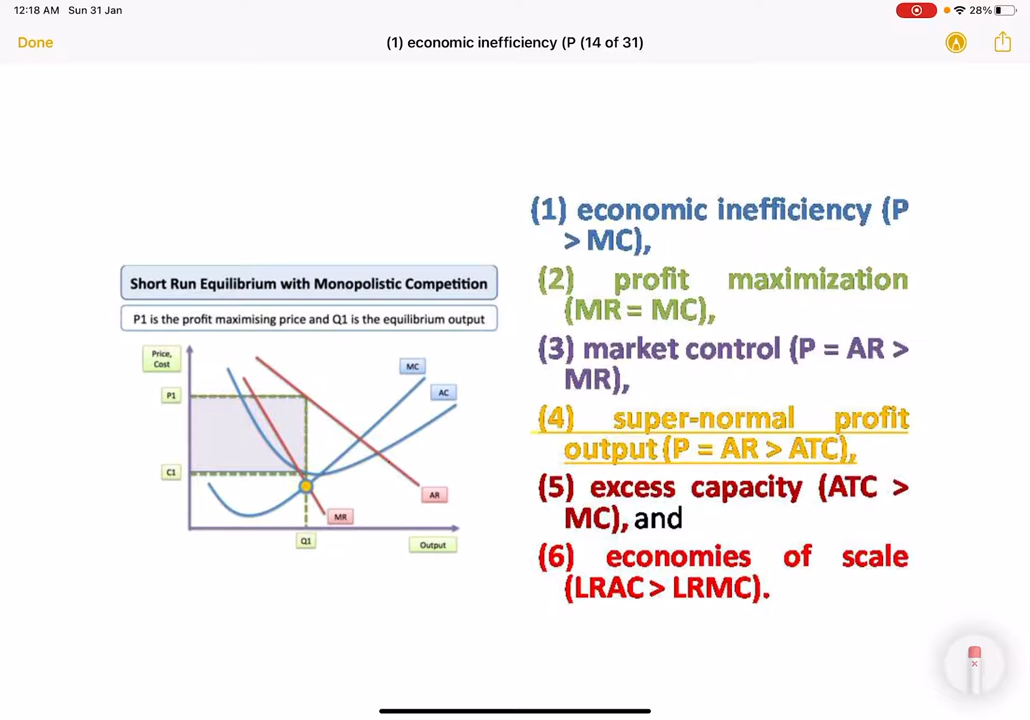 12:18 AM Sun 31 Jan
28%
Done
(1) economic inefficiency (P (14 of 31)
Short Run Equilibrium with Monopolistic Competition
P1 is the profit maximising price and Q1 is the equilibrium output
Price,
Cost
P1
C1
MC
AC
AR
MR
Q1
Output
(1) economic inefficiency (P
> MC),
(2) profit maximization
(MR = MC),
(3) market control (P = AR >
MR),
(4) super-normal profit
output (P = AR > ATC),
(5) excess capacity (ATC >
MC), and
(6) economies of scale
(LRAC > LRMC).